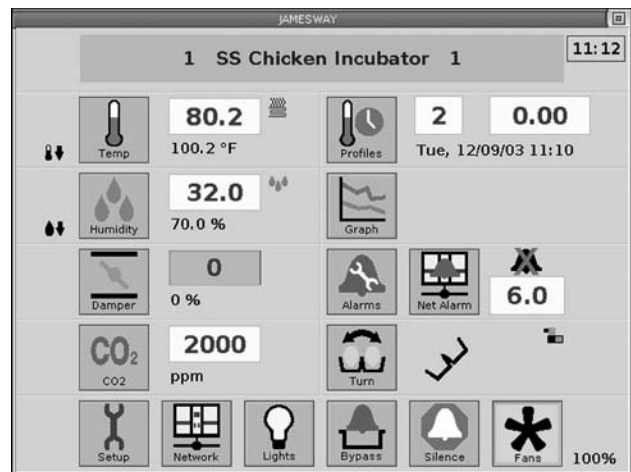 JAMESWAY
1 SS Chicken Incubator 1
11:12
Temp
80.2
100.2 °F
Profiles
2
0.00
Tue, 12/09/03 11:10
Humidity
32.0
70.0 %
Graph
Damper
0
0 %
Alarms
Net Alarm
6.0
CO2
CO2
2000
ppm
Turn
Setup
Network
Lights
Bypass
Silence
Fans
100%